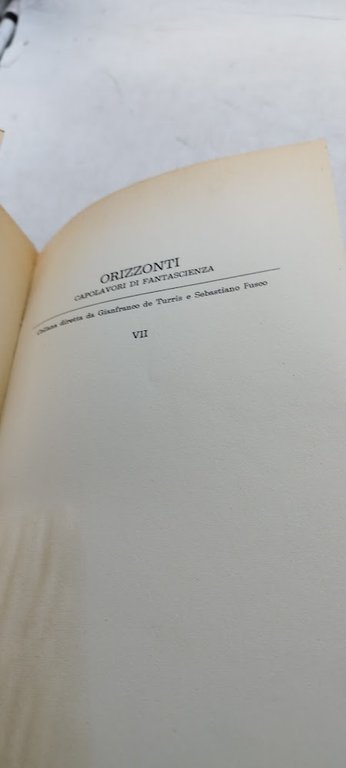 ORIZZONTI
CAPOLAVORI DI FANTASCIENZA
Collana diretta da Gianfranco de Turris e Sebastiano Fusco
VII